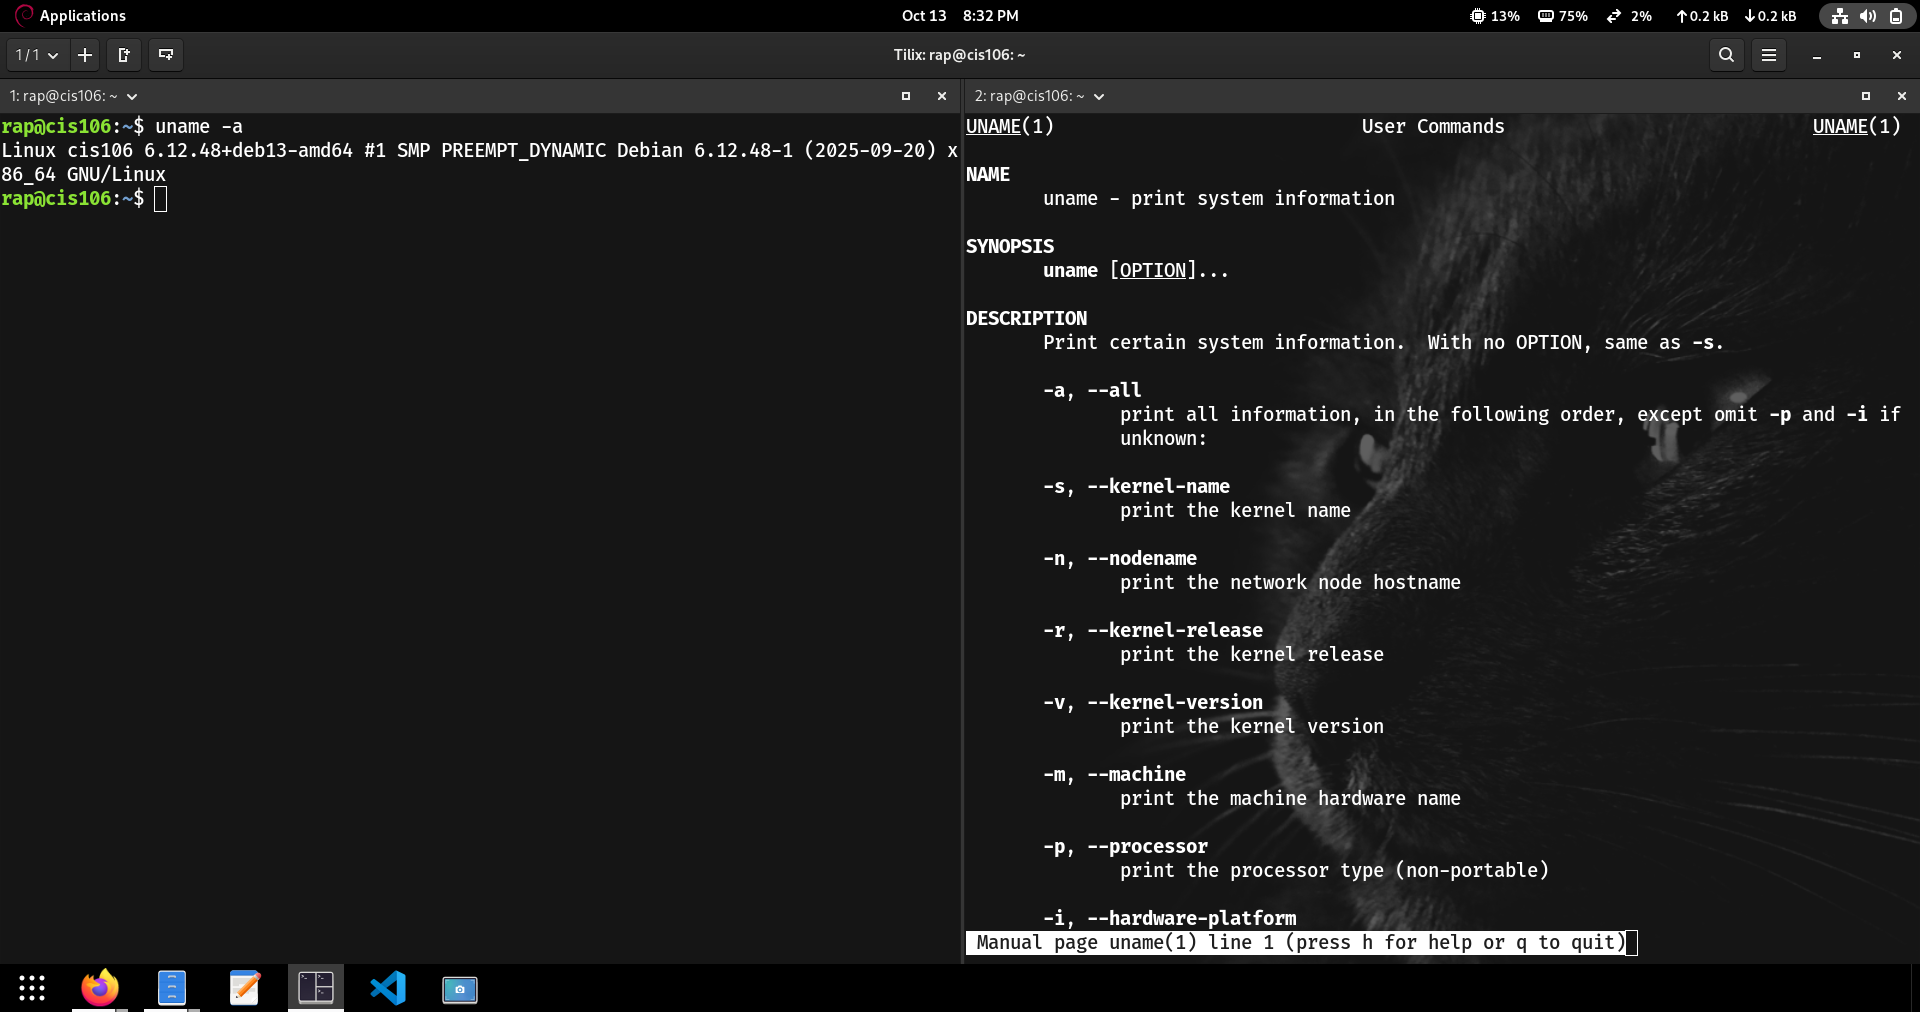 Applications
Oct 13 8:32 PM
13% 75% 2% ↑0.2 kB ↓0.2 kB
1 / 1
Tilix: rap@cis106: ~
1: rap@cis106: ~
rap@cis106:~$ uname -a
Linux cis106 6.12.48+deb13-amd64 #1 SMP PREEMPT_DYNAMIC Debian 6.12.48-1 (2025-09-20) x
86_64 GNU/Linux
rap@cis106:~$
2: rap@cis106: ~
UNAME(1) User Commands UNAME(1)
NAME
uname - print system information
SYNOPSIS
uname [OPTION]...
DESCRIPTION
Print certain system information.  With no OPTION, same as -s.
-a, --all
print all information, in the following order, except omit -p and -i if
unknown:
-s, --kernel-name
print the kernel name
-n, --nodename
print the network node hostname
-r, --kernel-release
print the kernel release
-v, --kernel-version
print the kernel version
-m, --machine
print the machine hardware name
-p, --processor
print the processor type (non-portable)
-i, --hardware-platform
Manual page uname(1) line 1 (press h for help or q to quit)